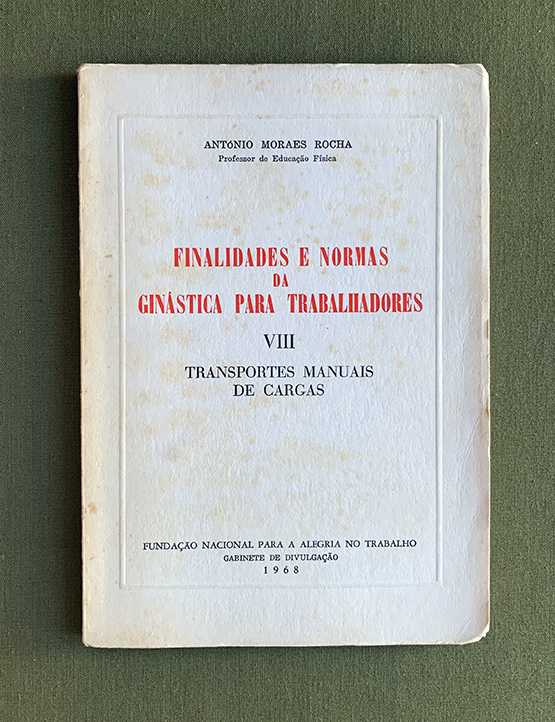 ANTÓNIO MORAES ROCHA
Professor de Educação Física
FINALIDADES E NORMAS
DA
GINÁSTICA PARA TRABALHADORES
VIII
TRANSPORTES MANUAIS
DE CARGAS
FUNDAÇÃO NACIONAL PARA A ALEGRIA NO TRABALHO
GABINETE DE DIVULGAÇÃO
1968